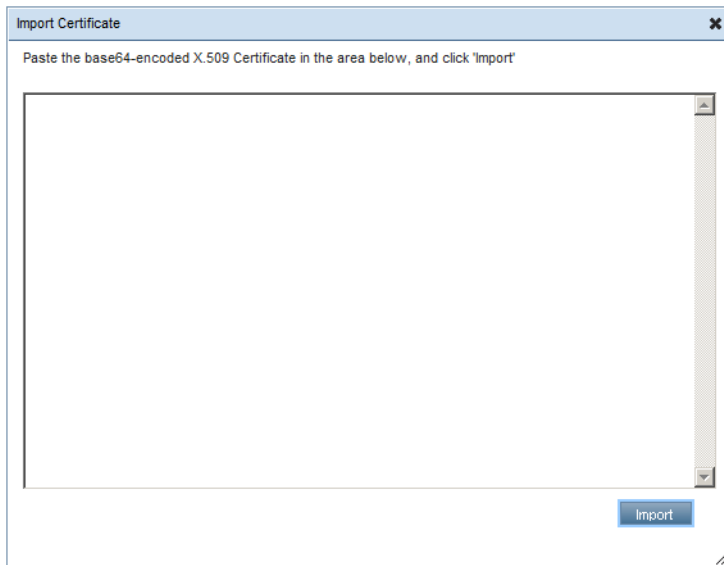 Import Certificate
Paste the base64-encoded X.509 Certificate in the area below, and click 'Import'
Import